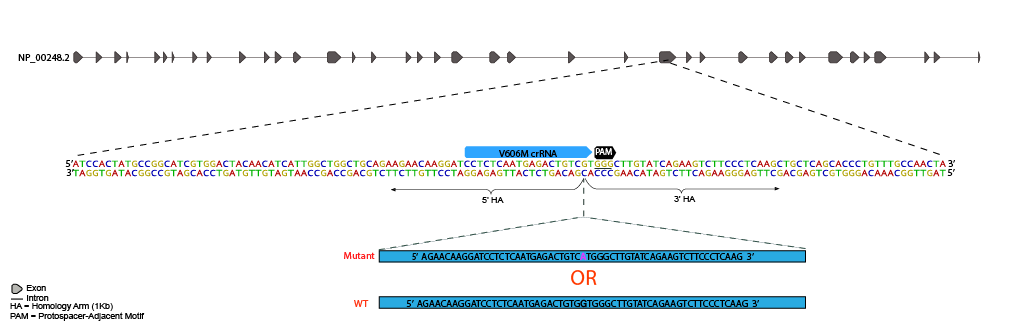 NP_00248.2
V606M crRNA PAM
5'ATCCACTATGCCGGCATCGTGGACTACAACATCATTGGCTGGCTGCAGAAGAACAAGGATCCTCTCAATGAGACTGTCGTGGGCTTGTATCAGAAGTCTTCCCTCAAGCTGCTCAGCACCCTGTTTGCCAACTA 3'
3'TAGGTGATACGGCCGTAGCACCTGATGTTGTAGTAACCGACCGACGTCTTCTTGTTCCTAGGAGAGTTACTCTGACAGCACCCGAACATAGTCTTCAGAAGGGAGTTCGACGAGTCGTGGGACAAACGGTTGAT 5'
5' HA 3' HA
Mutant 5' AGAACAAGGATCCTCTCAATGAGACTGTCATGGGCTTGTATCAGAAGTCTTCCCTCAAG 3'
OR
WT 5' AGAACAAGGATCCTCTCAATGAGACTGTGGTGGGCTTGTATCAGAAGTCTTCCCTCAAG 3'
Exon
Intron
HA = Homology Arm (1Kb)
PAM = Protospacer-Adjacent Motif